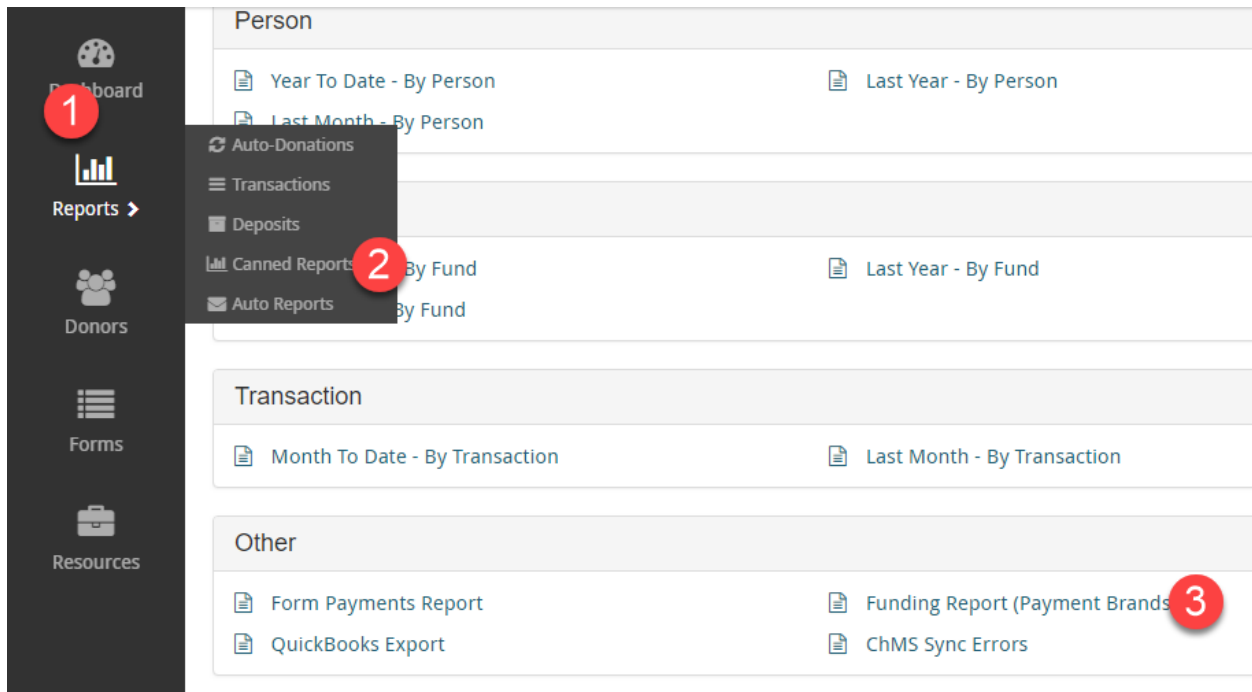 Person
Dashboard
Year To Date - By Person
Last Year - By Person
1
Last Month - By Person
Auto-Donations
Transactions
Reports
Deposits
Canned Reports
2
By Fund
Last Year - By Fund
Auto Reports
By Fund
Donors
Transaction
Forms
Month To Date - By Transaction
Last Month - By Transaction
Other
Resources
Form Payments Report
Funding Report (Payment Brands
3
QuickBooks Export
ChMS Sync Errors